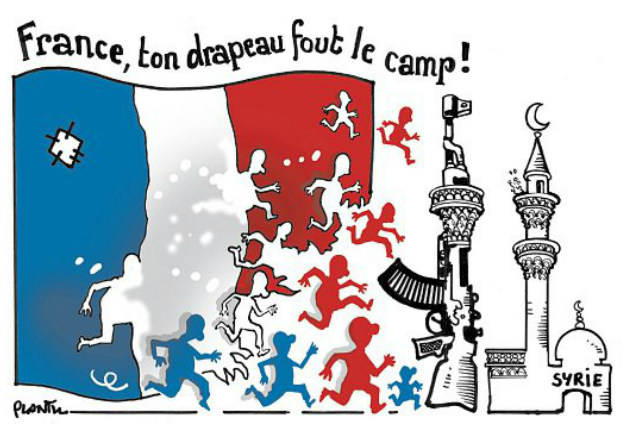 France, ton drapeau fout le camp!
SYRIE
PLANTU